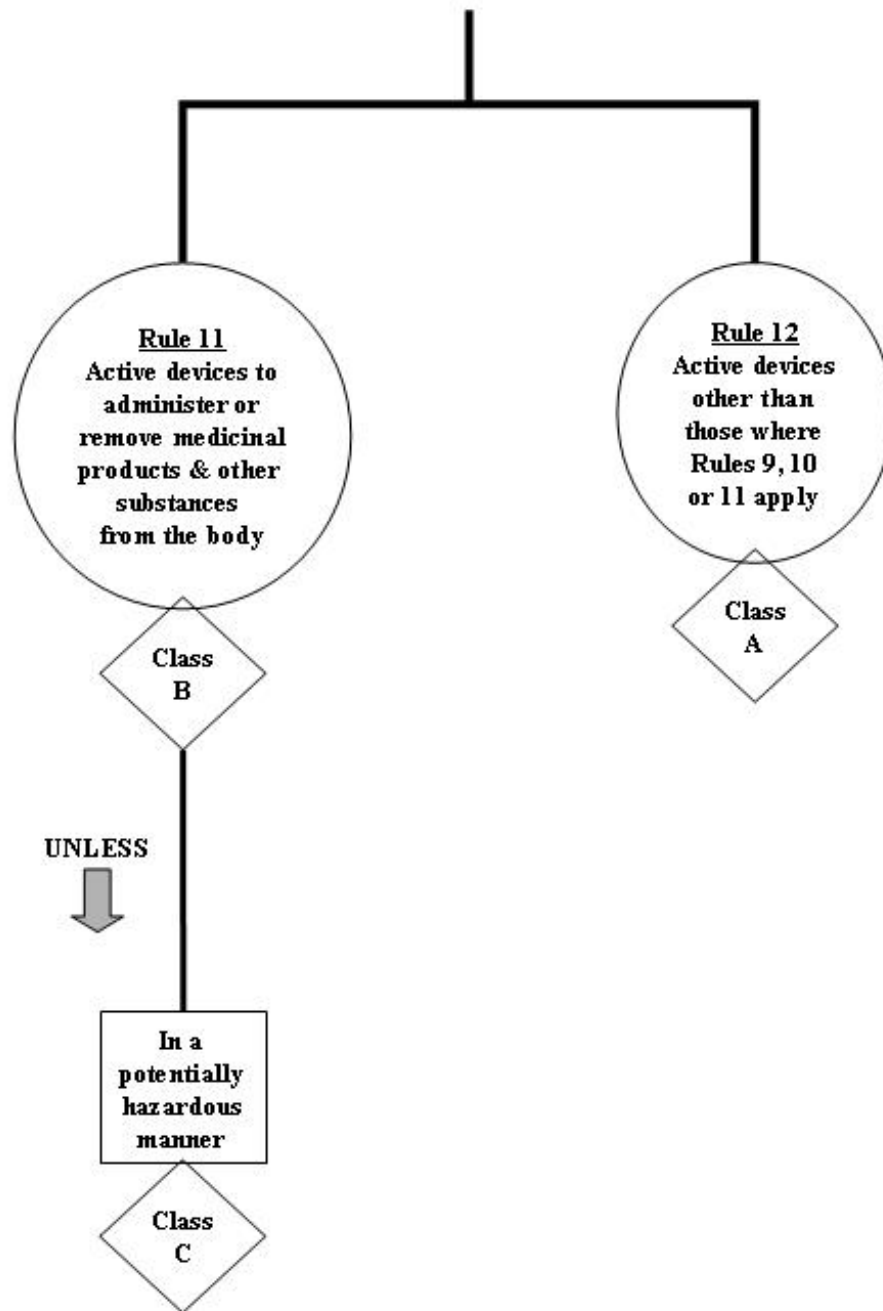 Rule 11
Active devices to
administer or
remove medicinal
products & other
substances
from the body
Class
B
UNLESS
In a
potentially
hazardous
manner
Class
C
Rule 12
Active devices
other than
those where
Rules 9, 10
or 11 apply
Class
A